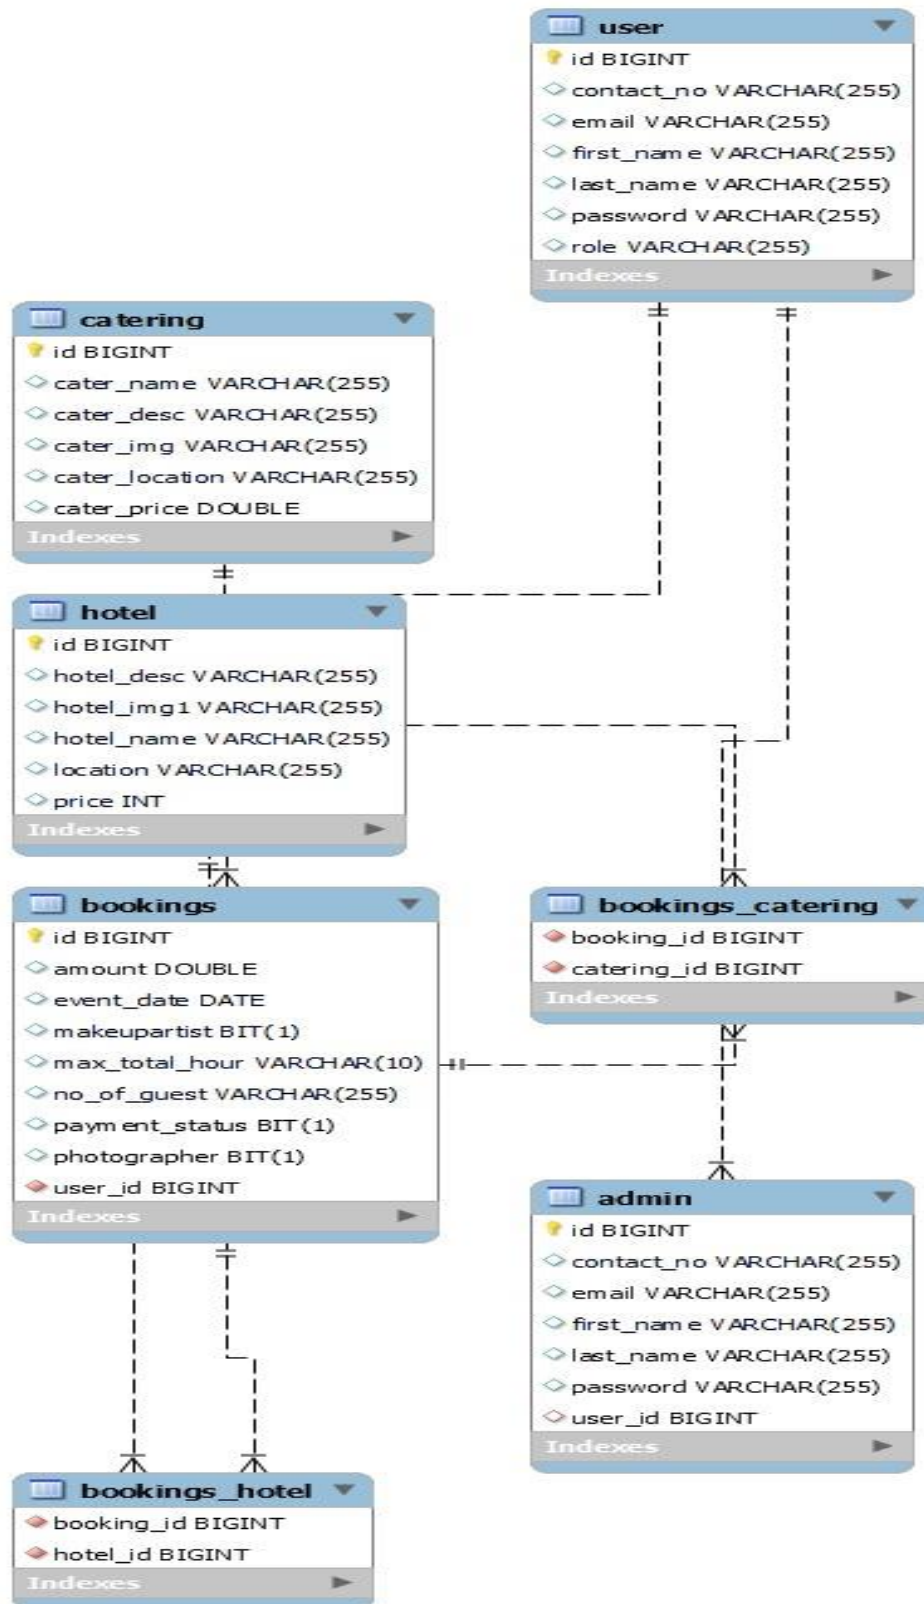 user
id BIGINT
contact_no VARCHAR(255)
email VARCHAR(255)
first_name VARCHAR(255)
last_name VARCHAR(255)
password VARCHAR(255)
role VARCHAR(255)
Indexes
catering
id BIGINT
cater_name VARCHAR(255)
cater_desc VARCHAR(255)
cater_img VARCHAR(255)
cater_location VARCHAR(255)
cater_price DOUBLE
Indexes
hotel
id BIGINT
hotel_desc VARCHAR(255)
hotel_img1 VARCHAR(255)
hotel_name VARCHAR(255)
location VARCHAR(255)
price INT
Indexes
bookings
id BIGINT
amount DOUBLE
event_date DATE
makeupartist BIT(1)
max_total_hour VARCHAR(10)
no_of_guest VARCHAR(255)
payment_status BIT(1)
photographer BIT(1)
user_id BIGINT
Indexes
bookings_catering
booking_id BIGINT
catering_id BIGINT
Indexes
admin
id BIGINT
contact_no VARCHAR(255)
email VARCHAR(255)
first_name VARCHAR(255)
last_name VARCHAR(255)
password VARCHAR(255)
user_id BIGINT
Indexes
bookings_hotel
booking_id BIGINT
hotel_id BIGINT
Indexes